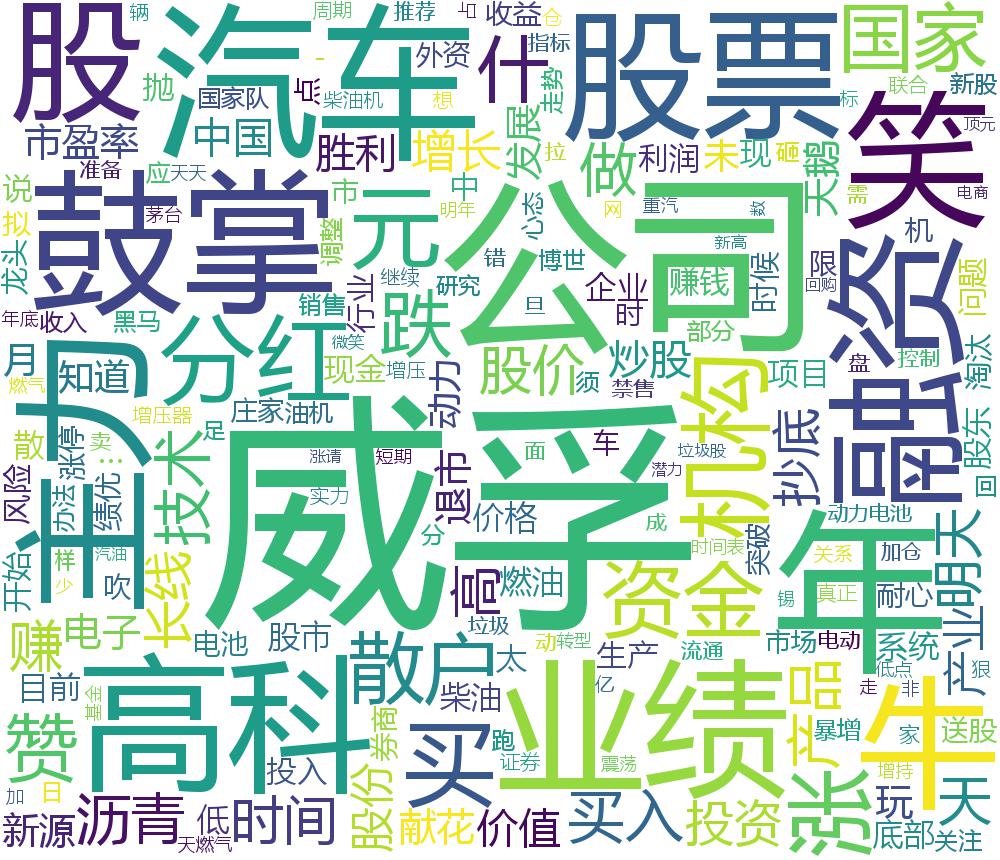 股
汽车
辆
周期
推荐
占
收益
仓
外资
什
指标
股票
国家
抛
国家队
点
柴油机
想
走势
标
联合
新股
市盈率
中国
胜利
增长
发展
拉
做
利润
未
现
砸
天鹅
笑
顶元
准备
应
天天
说
拟
茅台
市
元
中
明年
网
重汽
数
需
电商
鼓掌
调整
心态
公司
龙头
错
博世
新高
时候
限
机
回购
融资
问题
年底
收入
黑马
销售
行业
继续
研究
旦
企业
时
赚钱
部分
微笑
跌
月
知道
分红
现金
增压
股价
须
炒股
禁售
项目
盘
控制
淘汰
燃气
主力
增压器
庄家
油机
动力
威孚
面
车
垃圾股
机构
抄底
股东
散
涨停
卖
足
涨请
短期
潜力
回
风险
办法
绩优
…
技术
实力
退市
价格
分
成
时间表
突破
动力电池
年
明天
开始
样
少
汽油
吹
长线
高
燃油
资金
关系
真正
加仓
耐心
锡
赚
电子
电池
股市
垃圾
散户
太
动
转型
生产
流通
市场
电动
系统
产业
低点
狠
目前
高科
基金
柴油
亿
业绩
产品
走
非
牛
赞
投入
券商
买
跑
证券
震荡
暴增
家
送股
加
日
增持
新源
沥青
天燃气
低
时间
股份
献花
价值
买入
投资
涨
玩
天
底部
关注